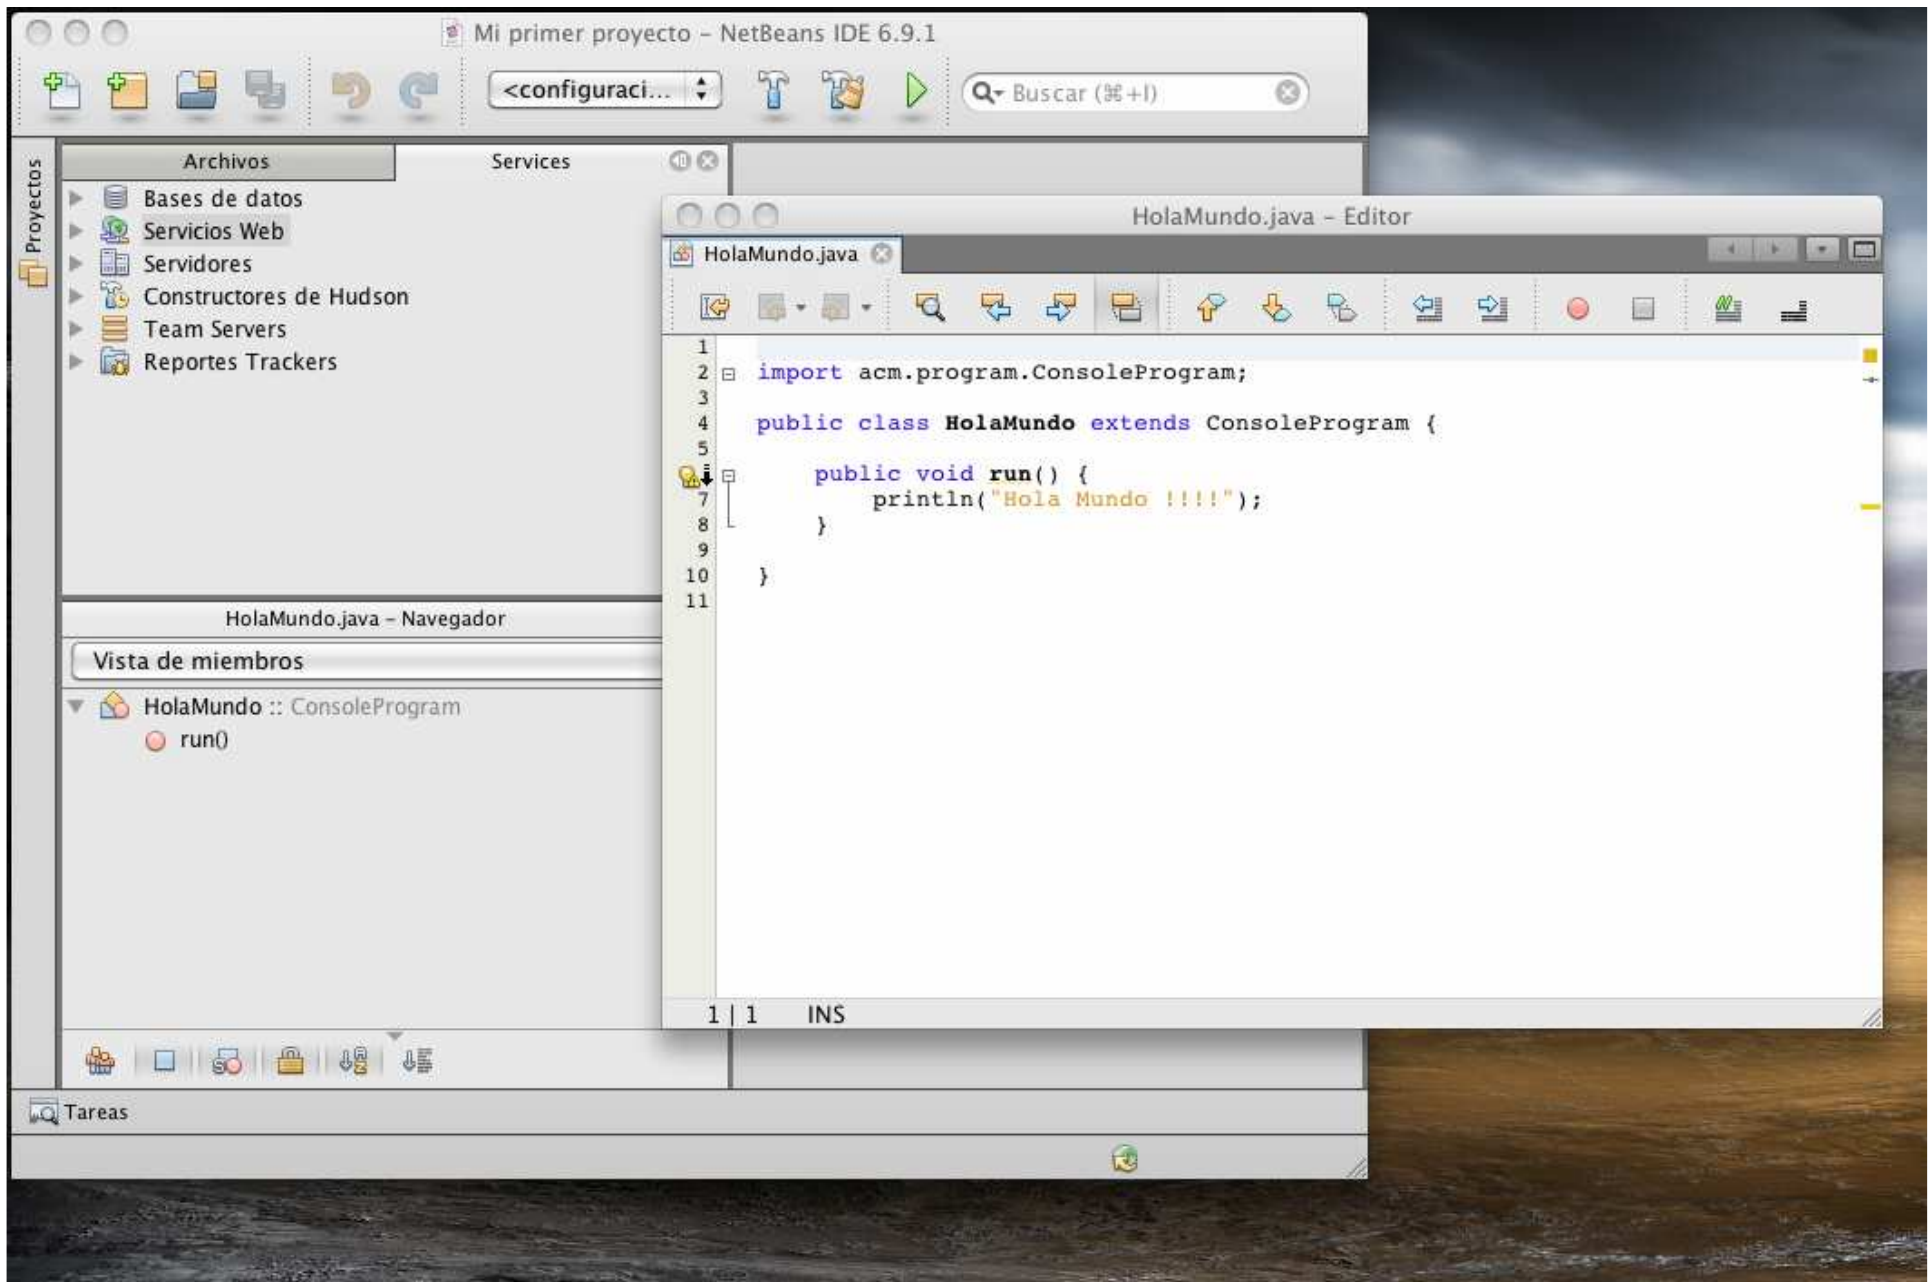 Mi primer proyecto – NetBeans IDE 6.9.1
<configuraci...
Buscar (⌘+I)
Proyectos
Archivos
Services
Bases de datos
Servicios Web
Servidores
Constructores de Hudson
Team Servers
Reportes Trackers
HolaMundo.java – Navegador
Vista de miembros
HolaMundo :: ConsoleProgram
run()
Tareas
HolaMundo.java – Editor
HolaMundo.java
1
2 import acm.program.ConsoleProgram;
3
4 public class HolaMundo extends ConsoleProgram {
5
public void run() {
7 println("Hola Mundo !!!!");
8 }
9
10 }
11
1 | 1 INS